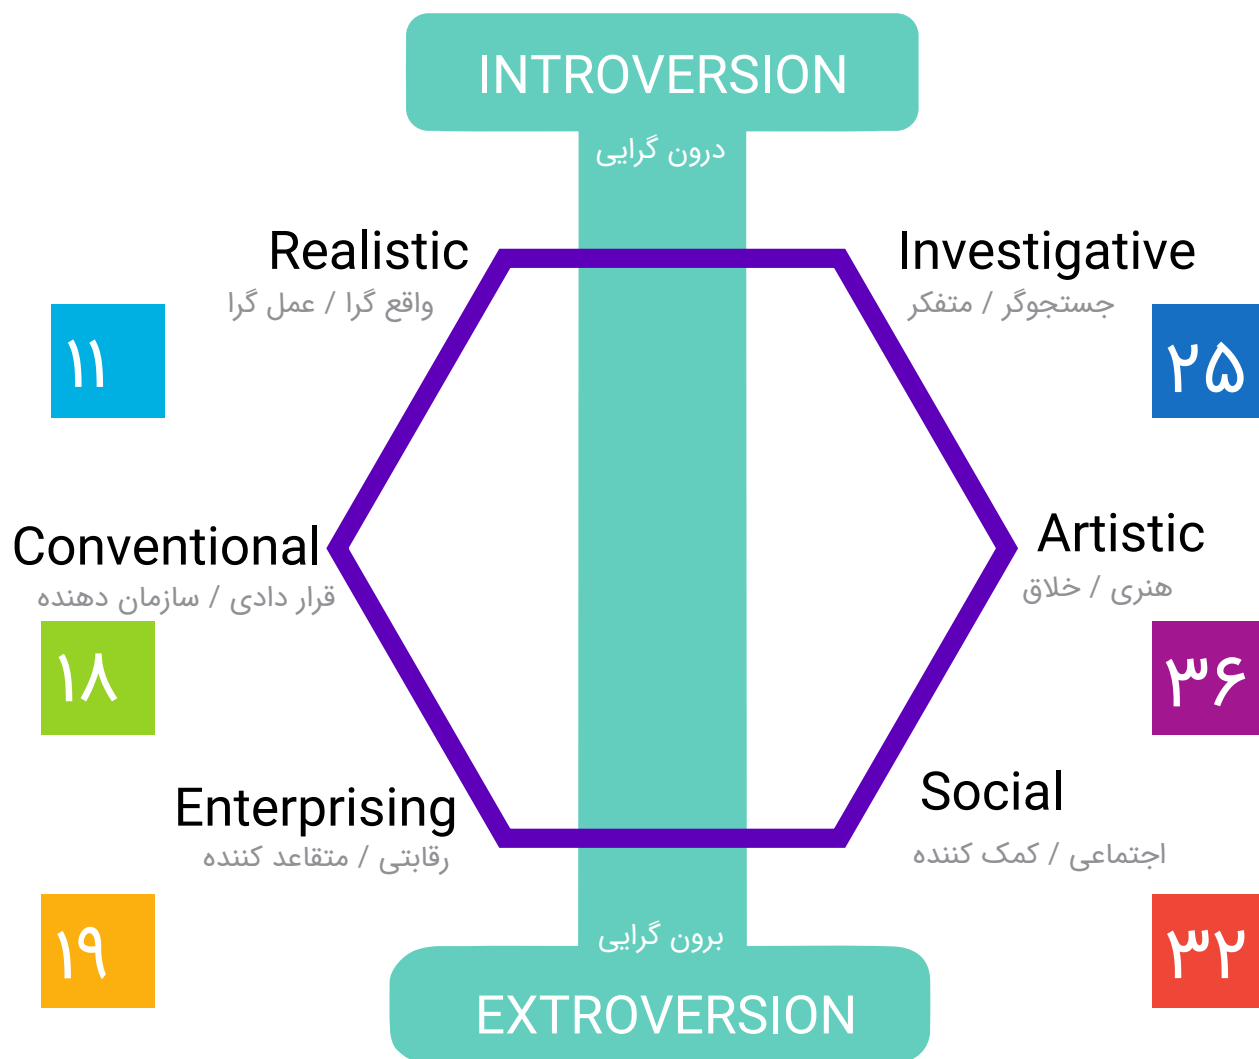 INTROVERSION
درون گرایی
Realistic
واقع گرا / عمل گرا
۱۱
Investigative
جستجوگر / متفکر
۲۵
Conventional
قرار دادی / سازمان دهنده
۱۸
Artistic
هنری / خلاق
۳۶
Enterprising
رقابتی / متقاعد کننده
۱۹
Social
اجتماعی / کمک کننده
۳۲
برون گرایی
EXTROVERSION